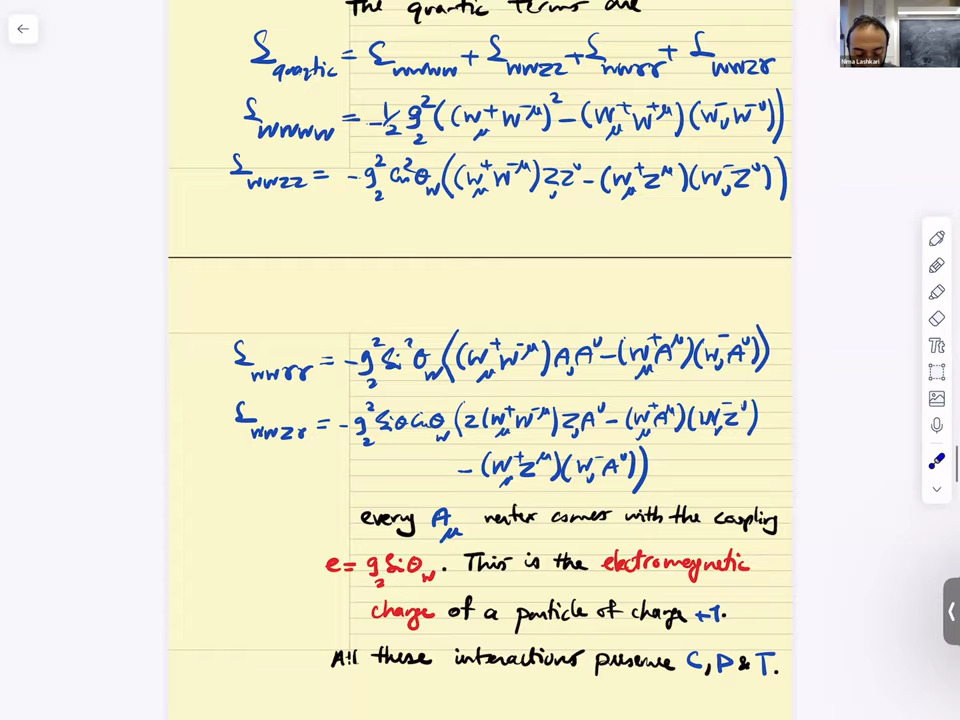 the quartic terms are
ℒ_quartic = ℒ_WWWW + ℒ_WWZZ + ℒ_WWγγ + ℒ_WWZγ
ℒ_WWWW = -½ g₂² ((W⁺_μ W^{-μ})² - (W⁺_μ W^{+μ}) (W⁻_ν W^{-ν}))
ℒ_WWZZ = -g₂² Cos²θ_W ((W⁺_μ W^{-μ}) Z_ν Z^ν - (W⁺_μ Z^μ)(W⁻_ν Z^ν))
ℒ_WWγγ = -g₂² Sin²θ_W ((W⁺_μ W^{-μ}) A_ν A^ν - (W⁺_μ A^μ)(W⁻_ν A^ν))
ℒ_WWZγ = -g₂² Sinθ Cosθ_W (2(W⁺_μ W^{-μ}) Z_ν A^ν - (W⁺_μ A^μ)(W⁻_ν Z^ν)
- (W⁺_μ Z^μ)(W⁻_ν A^ν))
every A_μ vertex comes with the coupling
e = g₂ Sinθ_W. This is the electromagnetic
charge of a particle of charge +1.
All these interactions preserve C, P & T.
Nima Lashkari
Tt